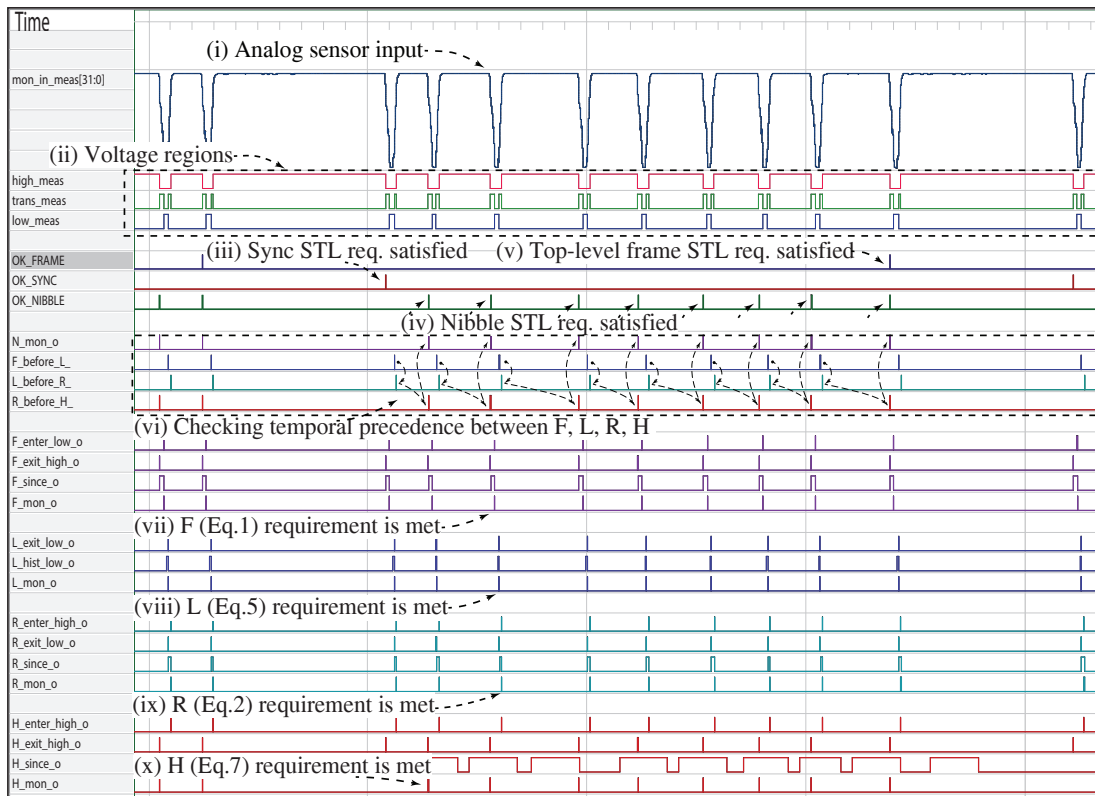 Time
(i) Analog sensor input
mon_in_meas[31:0]
(ii) Voltage regions
high_meas
trans_meas
low_meas
(iii) Sync STL req. satisfied
(v) Top-level frame STL req. satisfied
OK_FRAME
OK_SYNC
OK_NIBBLE
(iv) Nibble STL req. satisfied
N_mon_o
F_before_L_
L_before_R_
R_before_H_
(vi) Checking temporal precedence between F, L, R, H
F_enter_low_o
F_exit_high_o
F_since_o
F_mon_o
(vii) F (Eq.1) requirement is met
L_exit_low_o
L_hist_low_o
L_mon_o
(viii) L (Eq.5) requirement is met
R_enter_high_o
R_exit_low_o
R_since_o
R_mon_o
(ix) R (Eq.2) requirement is met
H_enter_high_o
H_exit_high_o
H_since_o
(x) H (Eq.7) requirement is met
H_mon_o